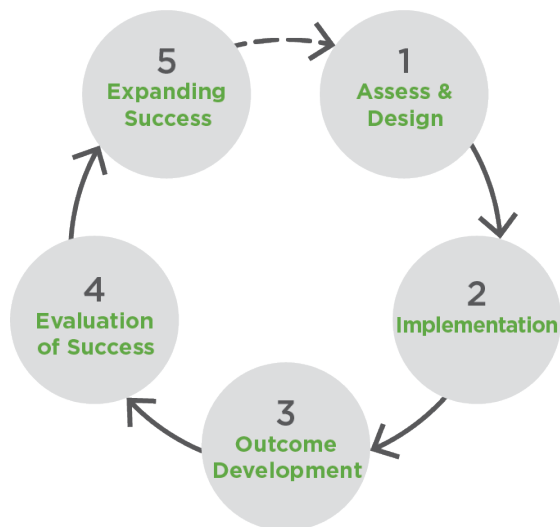 1
Assess &
Design
2
Implementation
3
Outcome
Development
4
Evaluation
of Success
5
Expanding
Success